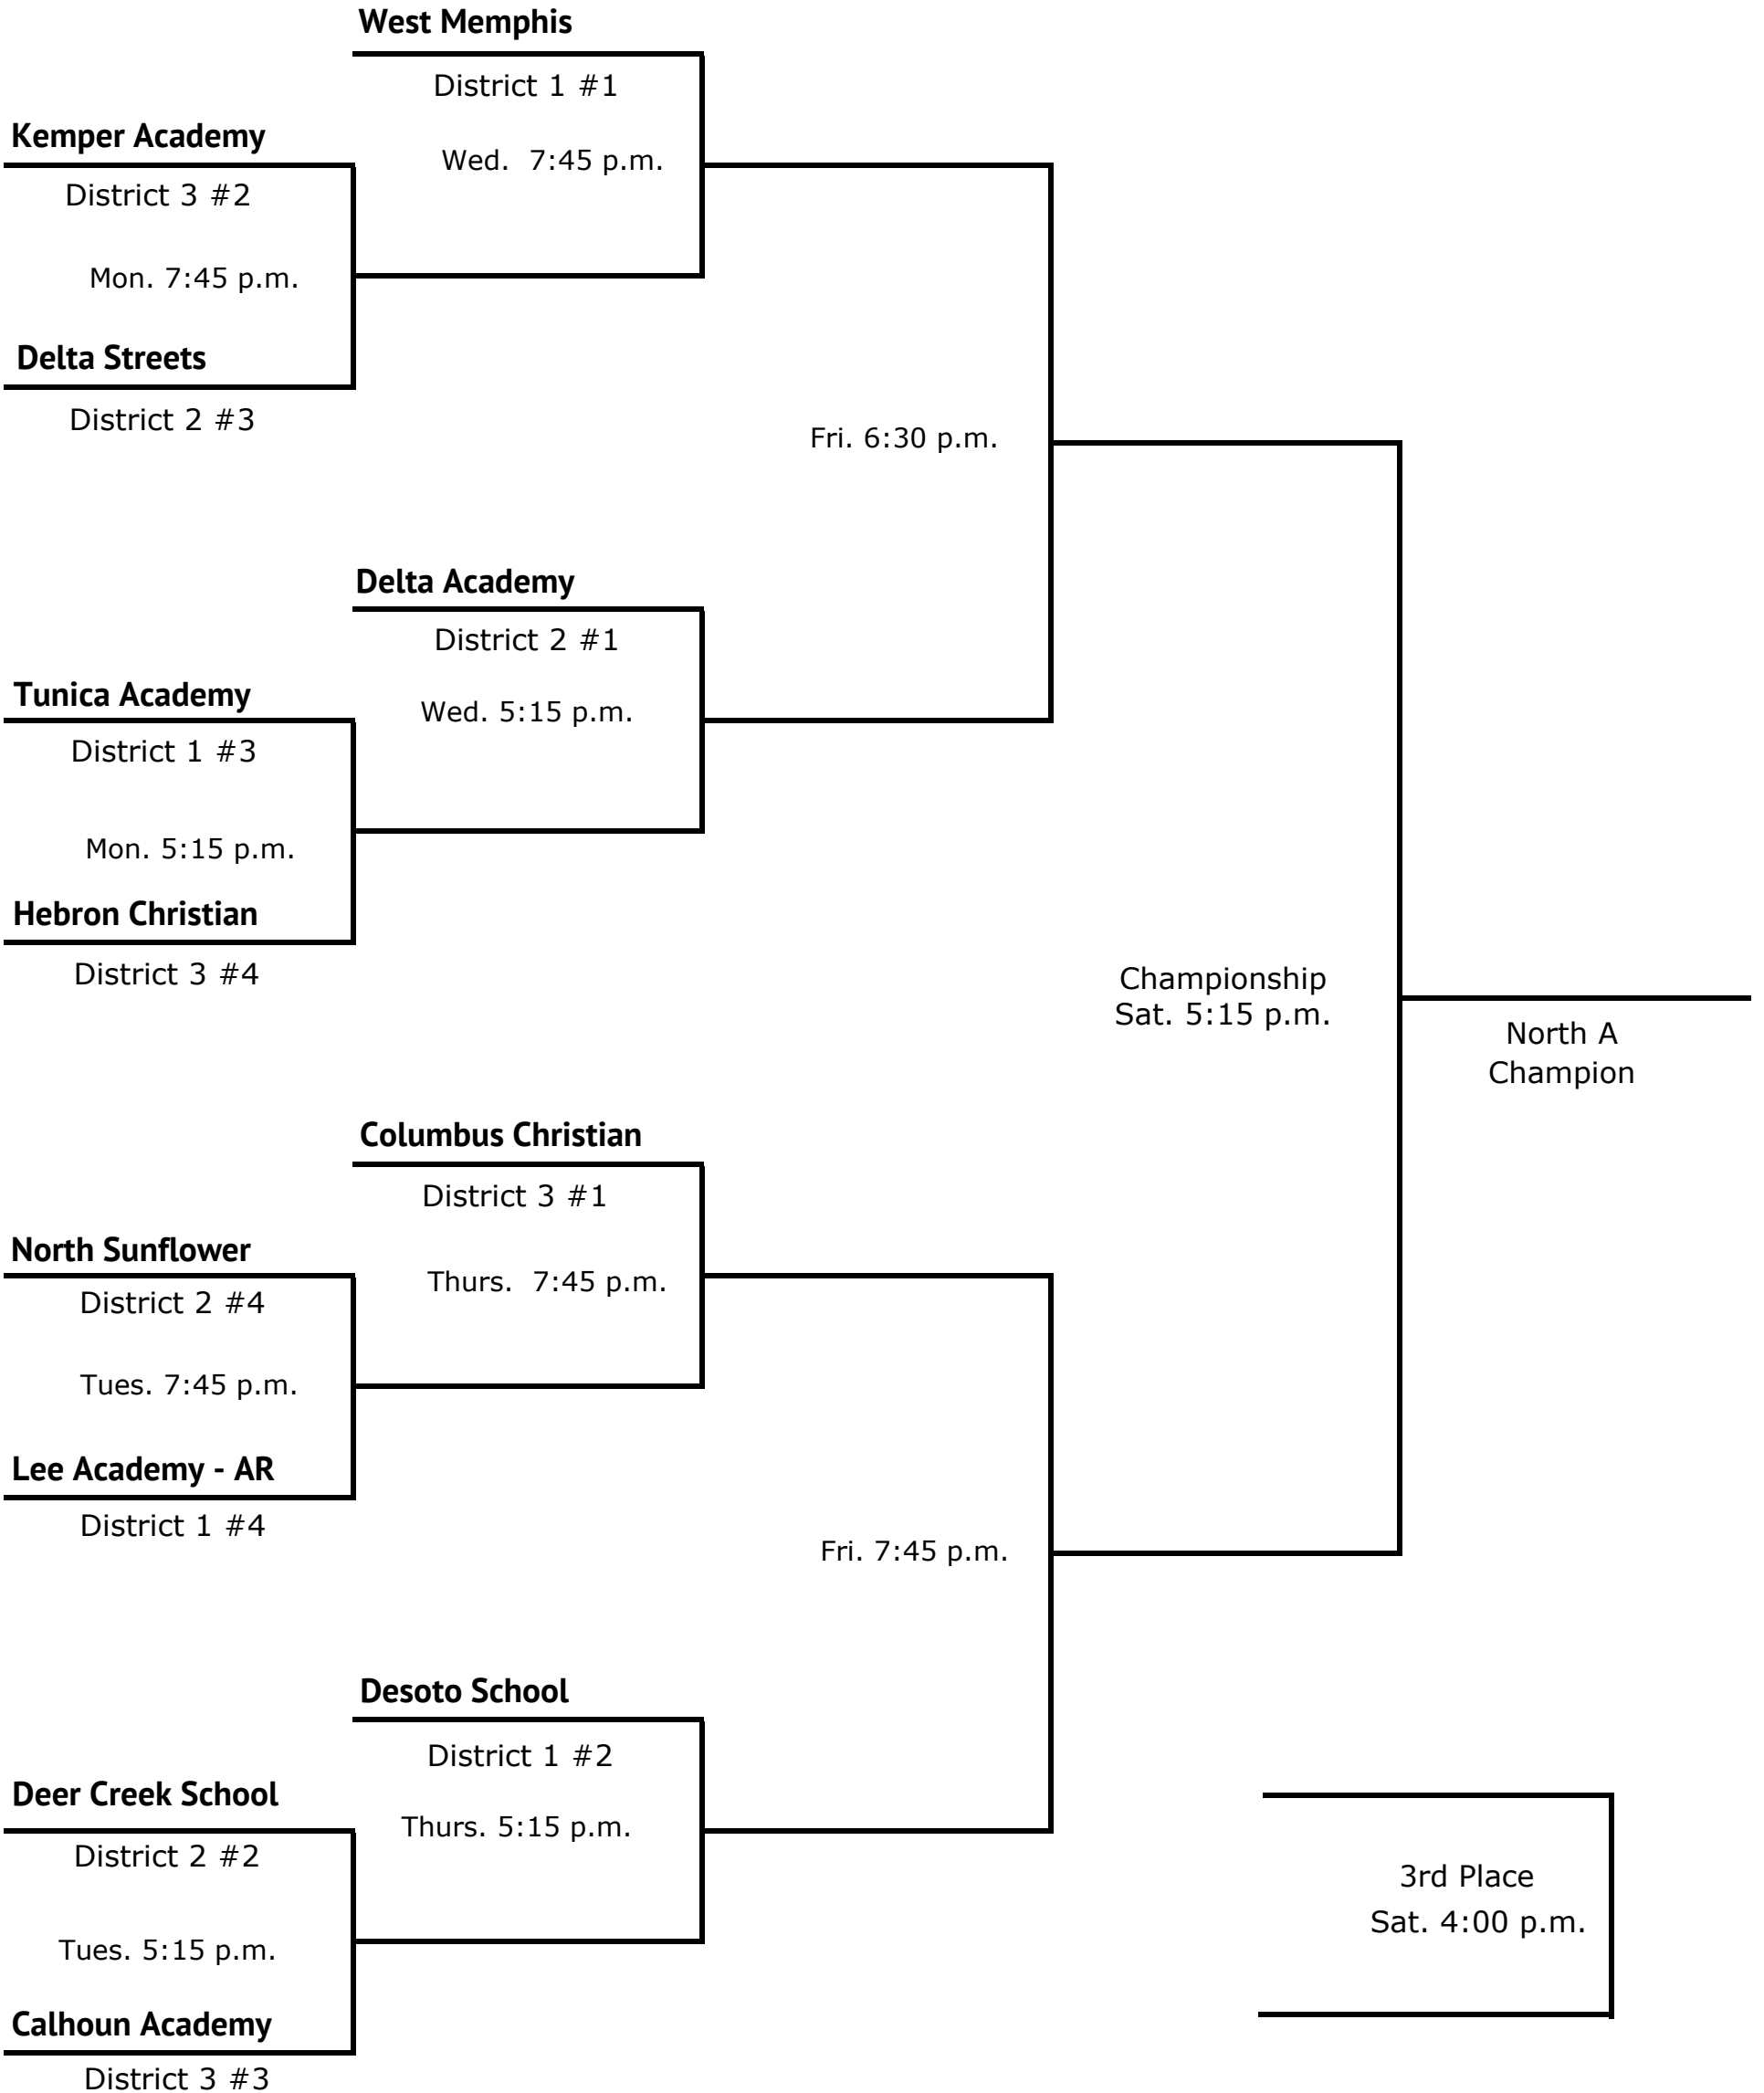 West Memphis
District 1 #1
Kemper Academy
Wed. 7:45 p.m.
District 3 #2
Mon. 7:45 p.m.
Delta Streets
District 2 #3
Fri. 6:30 p.m.
Delta Academy
District 2 #1
Tunica Academy
Wed. 5:15 p.m.
District 1 #3
Mon. 5:15 p.m.
Hebron Christian
District 3 #4
Championship
Sat. 5:15 p.m.
North A
Champion
Columbus Christian
District 3 #1
North Sunflower
Thurs. 7:45 p.m.
District 2 #4
Tues. 7:45 p.m.
Lee Academy - AR
District 1 #4
Fri. 7:45 p.m.
Desoto School
District 1 #2
Deer Creek School
Thurs. 5:15 p.m.
District 2 #2
3rd Place
Sat. 4:00 p.m.
Tues. 5:15 p.m.
Calhoun Academy
District 3 #3